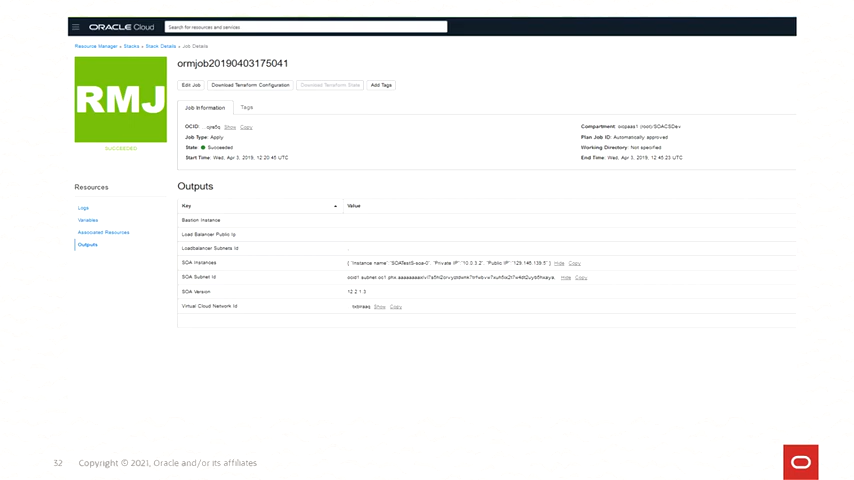 ORACLE Cloud
Search for resources and services
Resource Manager » Stacks » Stack Details » Job Details
RMJ
SUCCEEDED
ormjob20190403175041
Edit Job
Download Terraform Configuration
Download Terraform State
Add Tags
Job Information
Tags
OCID: Show Copy
Job Type: Apply
State: Succeeded
Start Time: Wed, Apr 3, 2019, 12:20:45 UTC
Compartment: (root)/SOACSDev
Plan Job ID: Automatically approved
Working Directory: Not specified
End Time: Wed, Apr 3, 2019, 12:45:23 UTC
Resources
Logs
Variables
Associated Resources
Outputs
Outputs
Key
Value
Bastion Instance
Load Balancer Public Ip
Loadbalancer Subnets Id
SOA Instances
Hide Copy
SOA Subnet Id
Hide Copy
SOA Version
12.2.1.3
Virtual Cloud Network Id
Show Copy
32 Copyright © 2021, Oracle and/or its affiliates